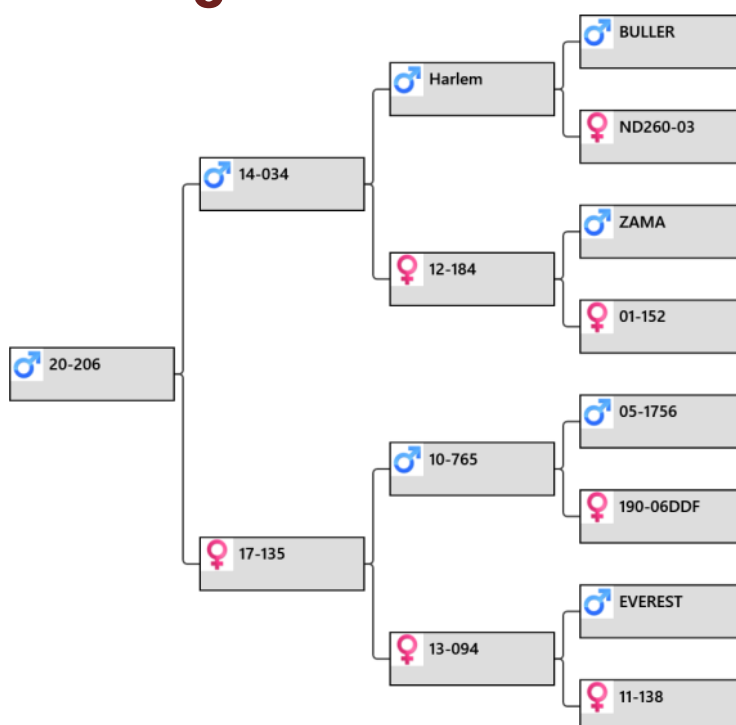 BULLER
Harlem
ND260-03
14-034
ZAMA
12-184
01-152
20-206
05-1756
10-765
190-06DDF
17-135
EVEREST
13-094
11-138